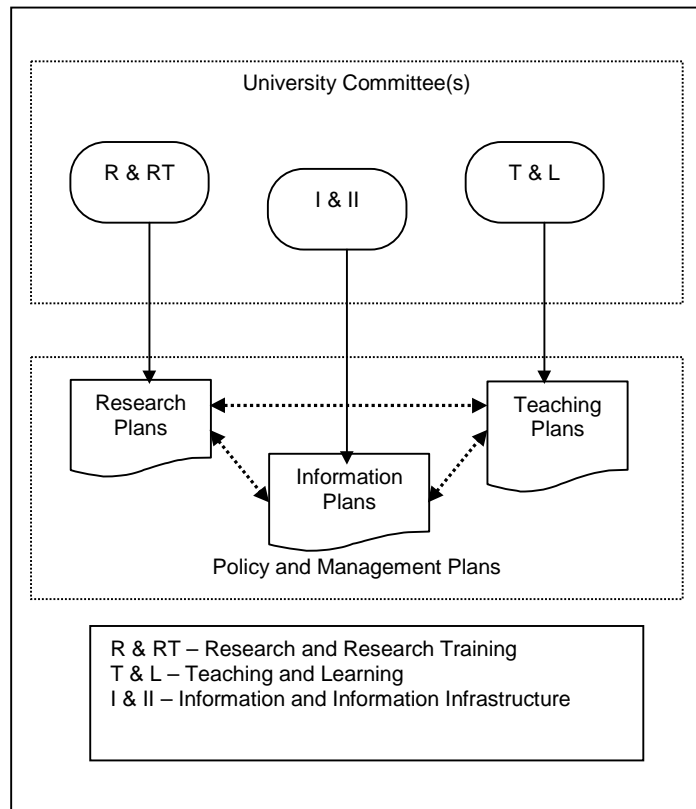 University Committee(s)
R & RT
I & II
T & L
Research
Plans
Information
Plans
Teaching
Plans
Policy and Management Plans
R & RT – Research and Research Training
T & L – Teaching and Learning
I & II – Information and Information Infrastructure